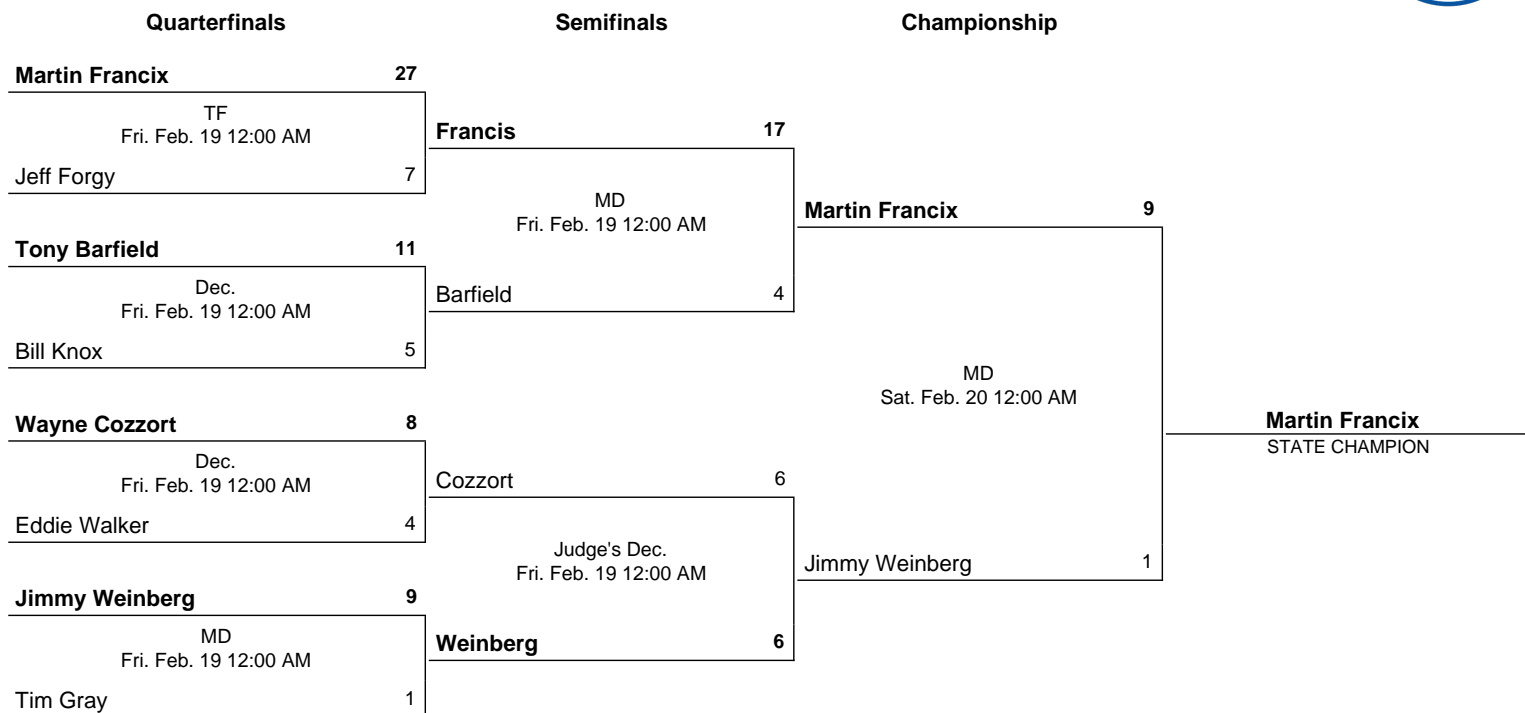 Quarterfinals
Semifinals
Championship
Martin Francix 27
TF
Fri. Feb. 19 12:00 AM
Jeff Forgy 7
Tony Barfield 11
Dec.
Fri. Feb. 19 12:00 AM
Bill Knox 5
Wayne Cozzort 8
Dec.
Fri. Feb. 19 12:00 AM
Eddie Walker 4
Jimmy Weinberg 9
MD
Fri. Feb. 19 12:00 AM
Tim Gray 1
Francis 17
MD
Fri. Feb. 19 12:00 AM
Barfield 4
Cozzort 6
Judge's Dec.
Fri. Feb. 19 12:00 AM
Weinberg 6
Martin Francix 9
MD
Sat. Feb. 20 12:00 AM
Jimmy Weinberg 1
Martin Francix
STATE CHAMPION